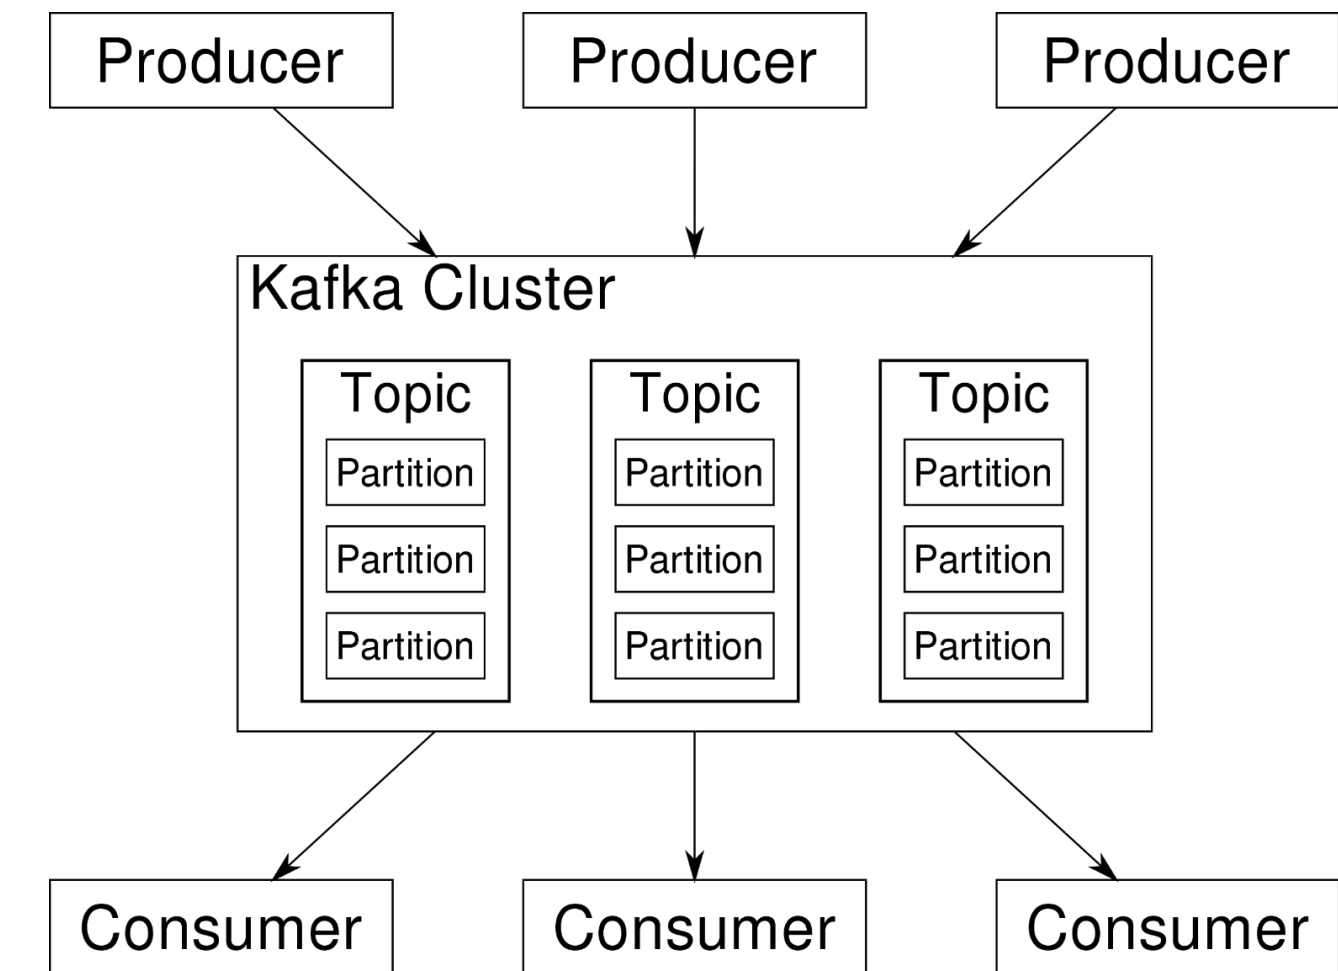 Producer Producer Producer
Kafka Cluster
Topic Topic Topic
Partition Partition Partition
Partition Partition Partition
Partition Partition Partition
Consumer Consumer Consumer